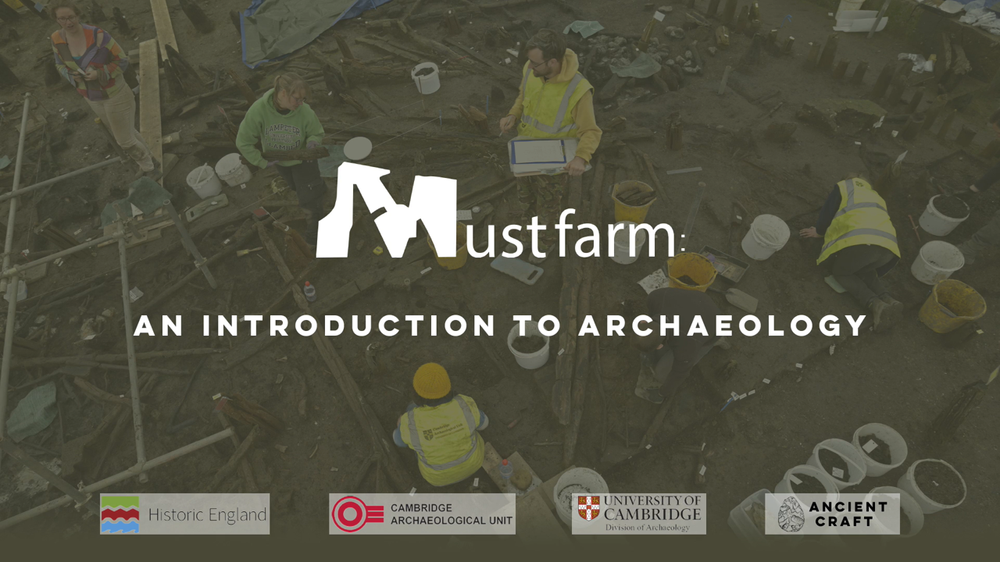 LAMPETER
Must farm:
AN INTRODUCTION TO ARCHAEOLOGY
Historic England
CAMBRIDGE
ARCHAEOLOGICAL UNIT
UNIVERSITY OF
CAMBRIDGE
Division of Archaeology
ANCIENT
CRAFT